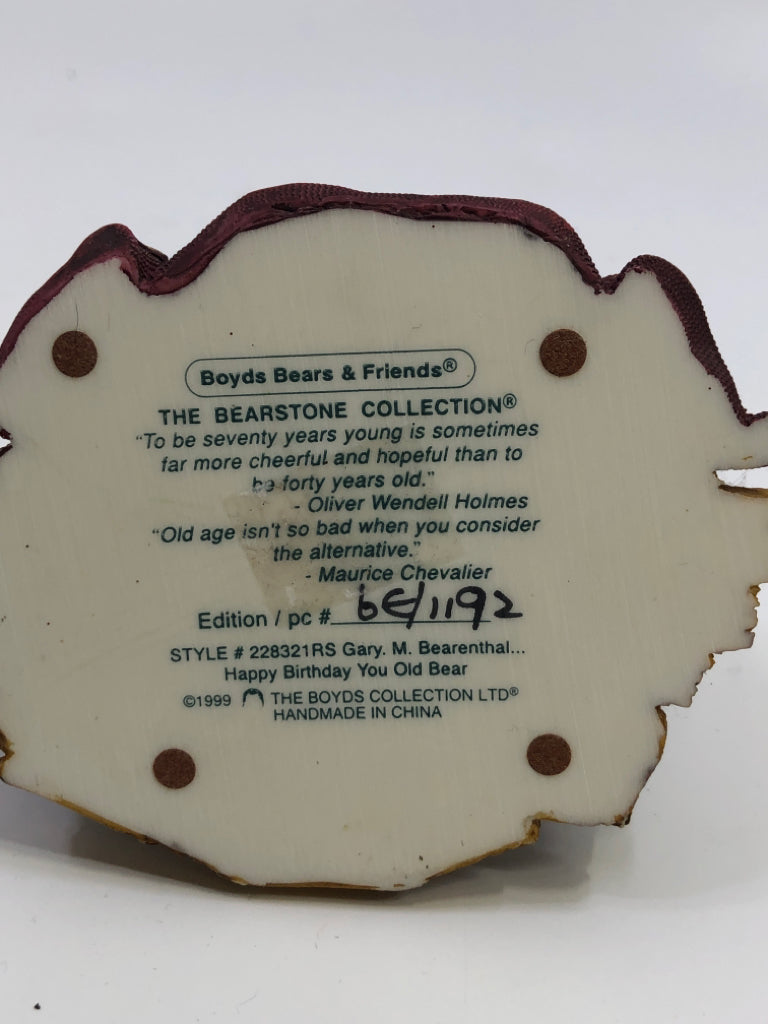 Boyds Bears & Friends®
THE BEARSTONE COLLECTION®
"To be seventy years young is sometimes
far more cheerful and hopeful than to
be forty years old."
- Oliver Wendell Holmes
"Old age isn't so bad when you consider
the alternative."
- Maurice Chevalier
Edition / pc # 6E/1192
STYLE # 228321RS Gary. M. Bearenthal...
Happy Birthday You Old Bear
©1999 THE BOYDS COLLECTION LTD®
HANDMADE IN CHINA